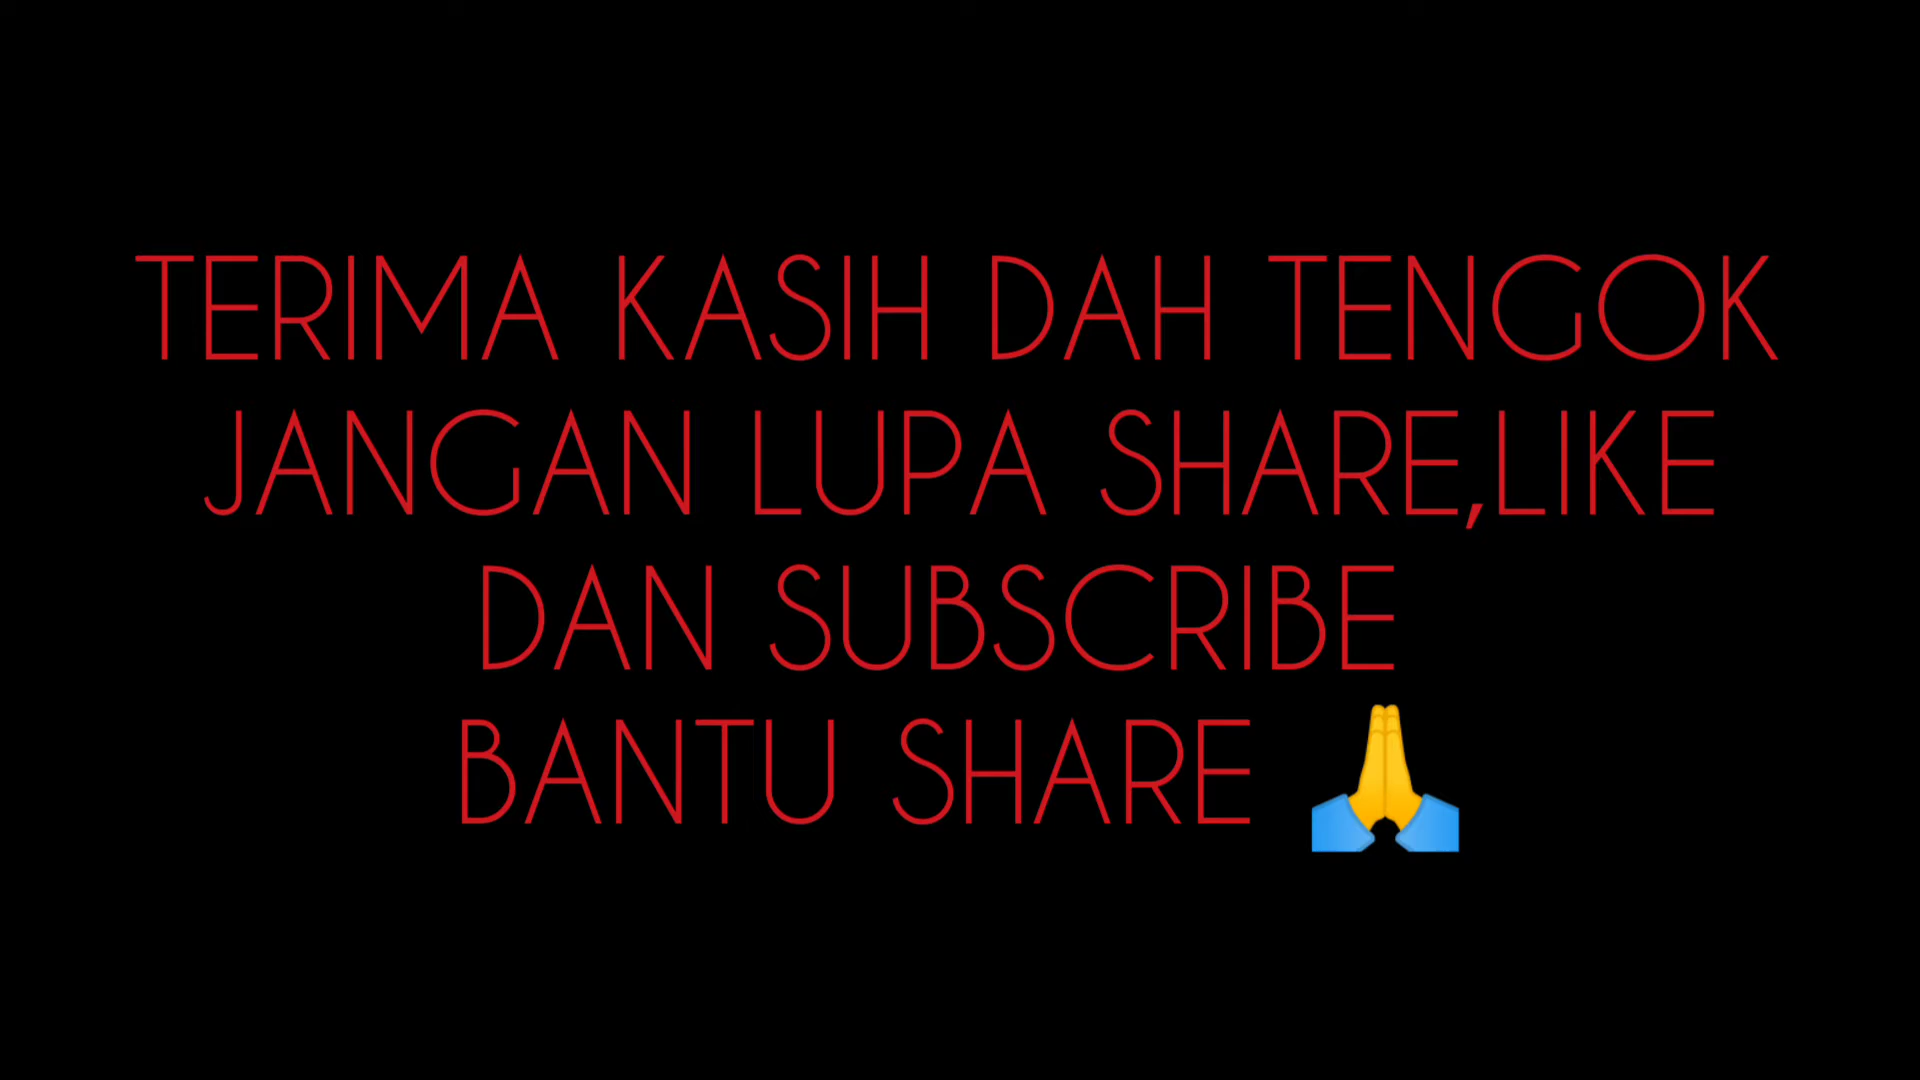 TERIMA KASIH DAH TENGOK
JANGAN LUPA SHARE,LIKE
DAN SUBSCRIBE
BANTU SHARE 🙏